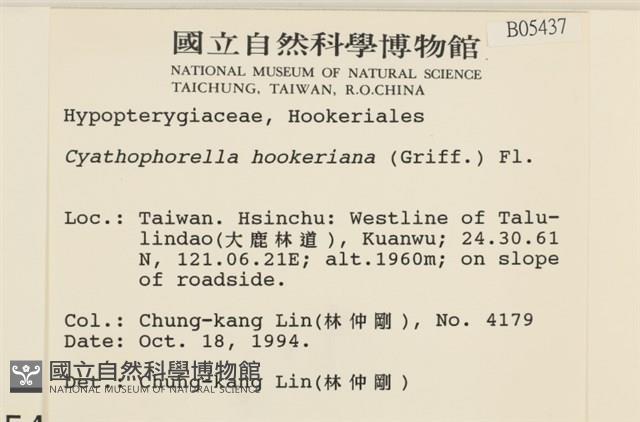 國立自然科學博物館
B05437
NATIONAL MUSEUM OF NATURAL SCIENCE
TAICHUNG, TAIWAN, R.O.CHINA
Hypopterygiaceae, Hookeriales
Cyathophorella hookeriana (Griff.) Fl.
Loc.: Taiwan. Hsinchu: Westline of Talu-
lindao(大鹿林道), Kuanwu; 24.30.61
N, 121.06.21E; alt.1960m; on slope
of roadside.
Col.: Chung-kang Lin(林仲剛), No. 4179
Date: Oct. 18, 1994.
國立自然科學博物館
Det.: Chung-kang Lin(林仲剛)
NATIONAL MUSEUM OF NATURAL SCIENCE